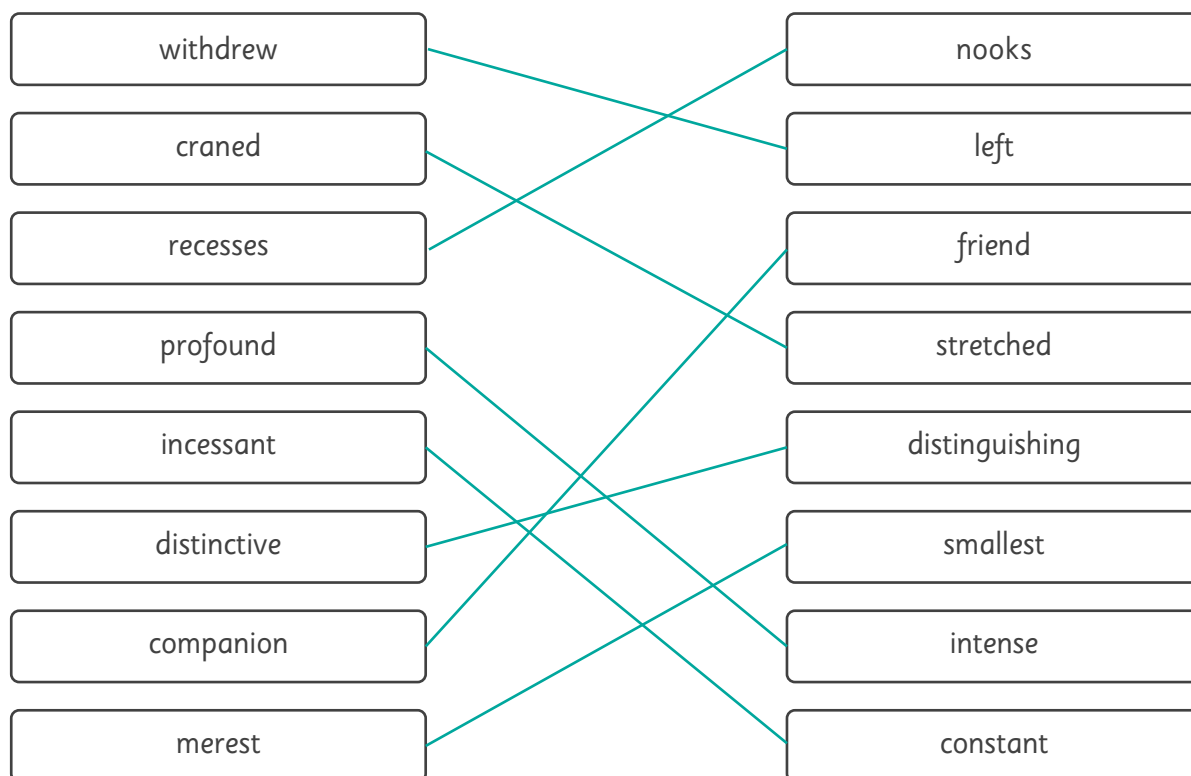 withdrew nooks
craned left
recesses friend
profound stretched
incessant distinguishing
distinctive smallest
companion intense
merest constant